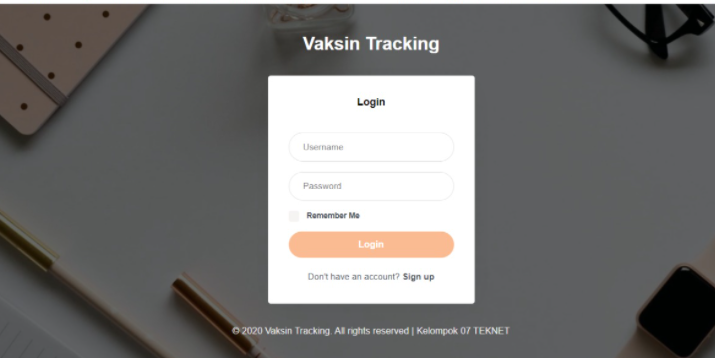 Vaksin Tracking
Login
Username
Password
Remember Me
Login
Don't have an account? Sign up
© 2020 Vaksin Tracking. All rights reserved | Kelompok 07 TEKNET